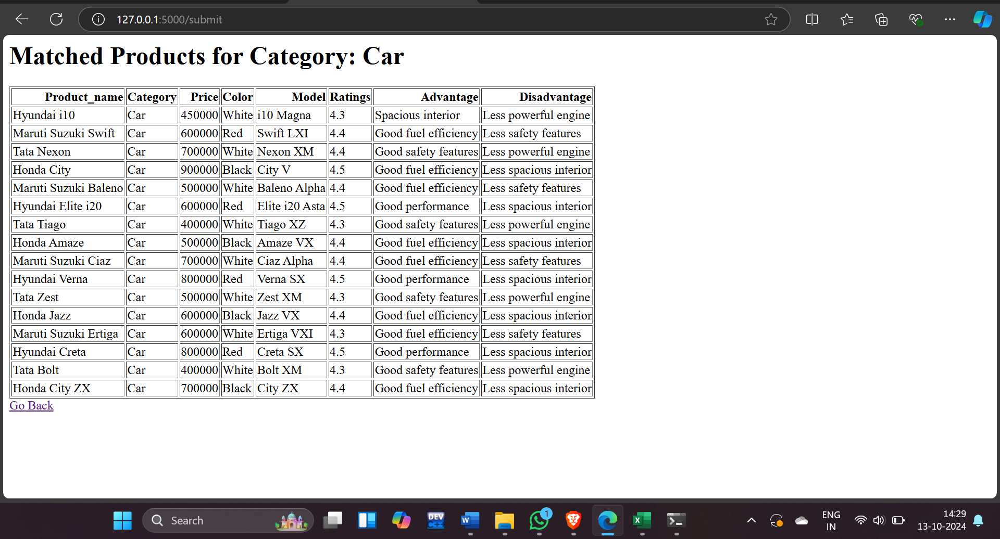 127.0.0.1:5000/submit
Matched Products for Category: Car
Product_name Category Price Color Model Ratings Advantage Disadvantage
Hyundai i10 Car 450000 White i10 Magna 4.3 Spacious interior Less powerful engine
Maruti Suzuki Swift Car 600000 Red Swift LXI 4.4 Good fuel efficiency Less safety features
Tata Nexon Car 700000 White Nexon XM 4.4 Good safety features Less powerful engine
Honda City Car 900000 Black City V 4.5 Good fuel efficiency Less spacious interior
Maruti Suzuki Baleno Car 500000 White Baleno Alpha 4.4 Good fuel efficiency Less safety features
Hyundai Elite i20 Car 600000 Red Elite i20 Asta 4.5 Good performance Less spacious interior
Tata Tiago Car 400000 White Tiago XZ 4.3 Good safety features Less powerful engine
Honda Amaze Car 500000 Black Amaze VX 4.4 Good fuel efficiency Less spacious interior
Maruti Suzuki Ciaz Car 700000 White Ciaz Alpha 4.4 Good fuel efficiency Less safety features
Hyundai Verna Car 800000 Red Verna SX 4.5 Good performance Less spacious interior
Tata Zest Car 500000 White Zest XM 4.3 Good safety features Less powerful engine
Honda Jazz Car 600000 Black Jazz VX 4.4 Good fuel efficiency Less spacious interior
Maruti Suzuki Ertiga Car 600000 White Ertiga VXI 4.3 Good fuel efficiency Less safety features
Hyundai Creta Car 800000 Red Creta SX 4.5 Good performance Less spacious interior
Tata Bolt Car 400000 White Bolt XM 4.3 Good safety features Less powerful engine
Honda City ZX Car 700000 Black City ZX 4.4 Good fuel efficiency Less spacious interior
Go Back
Search
DEV
C++
W
1
X
ENG
IN
14:29
13-10-2024